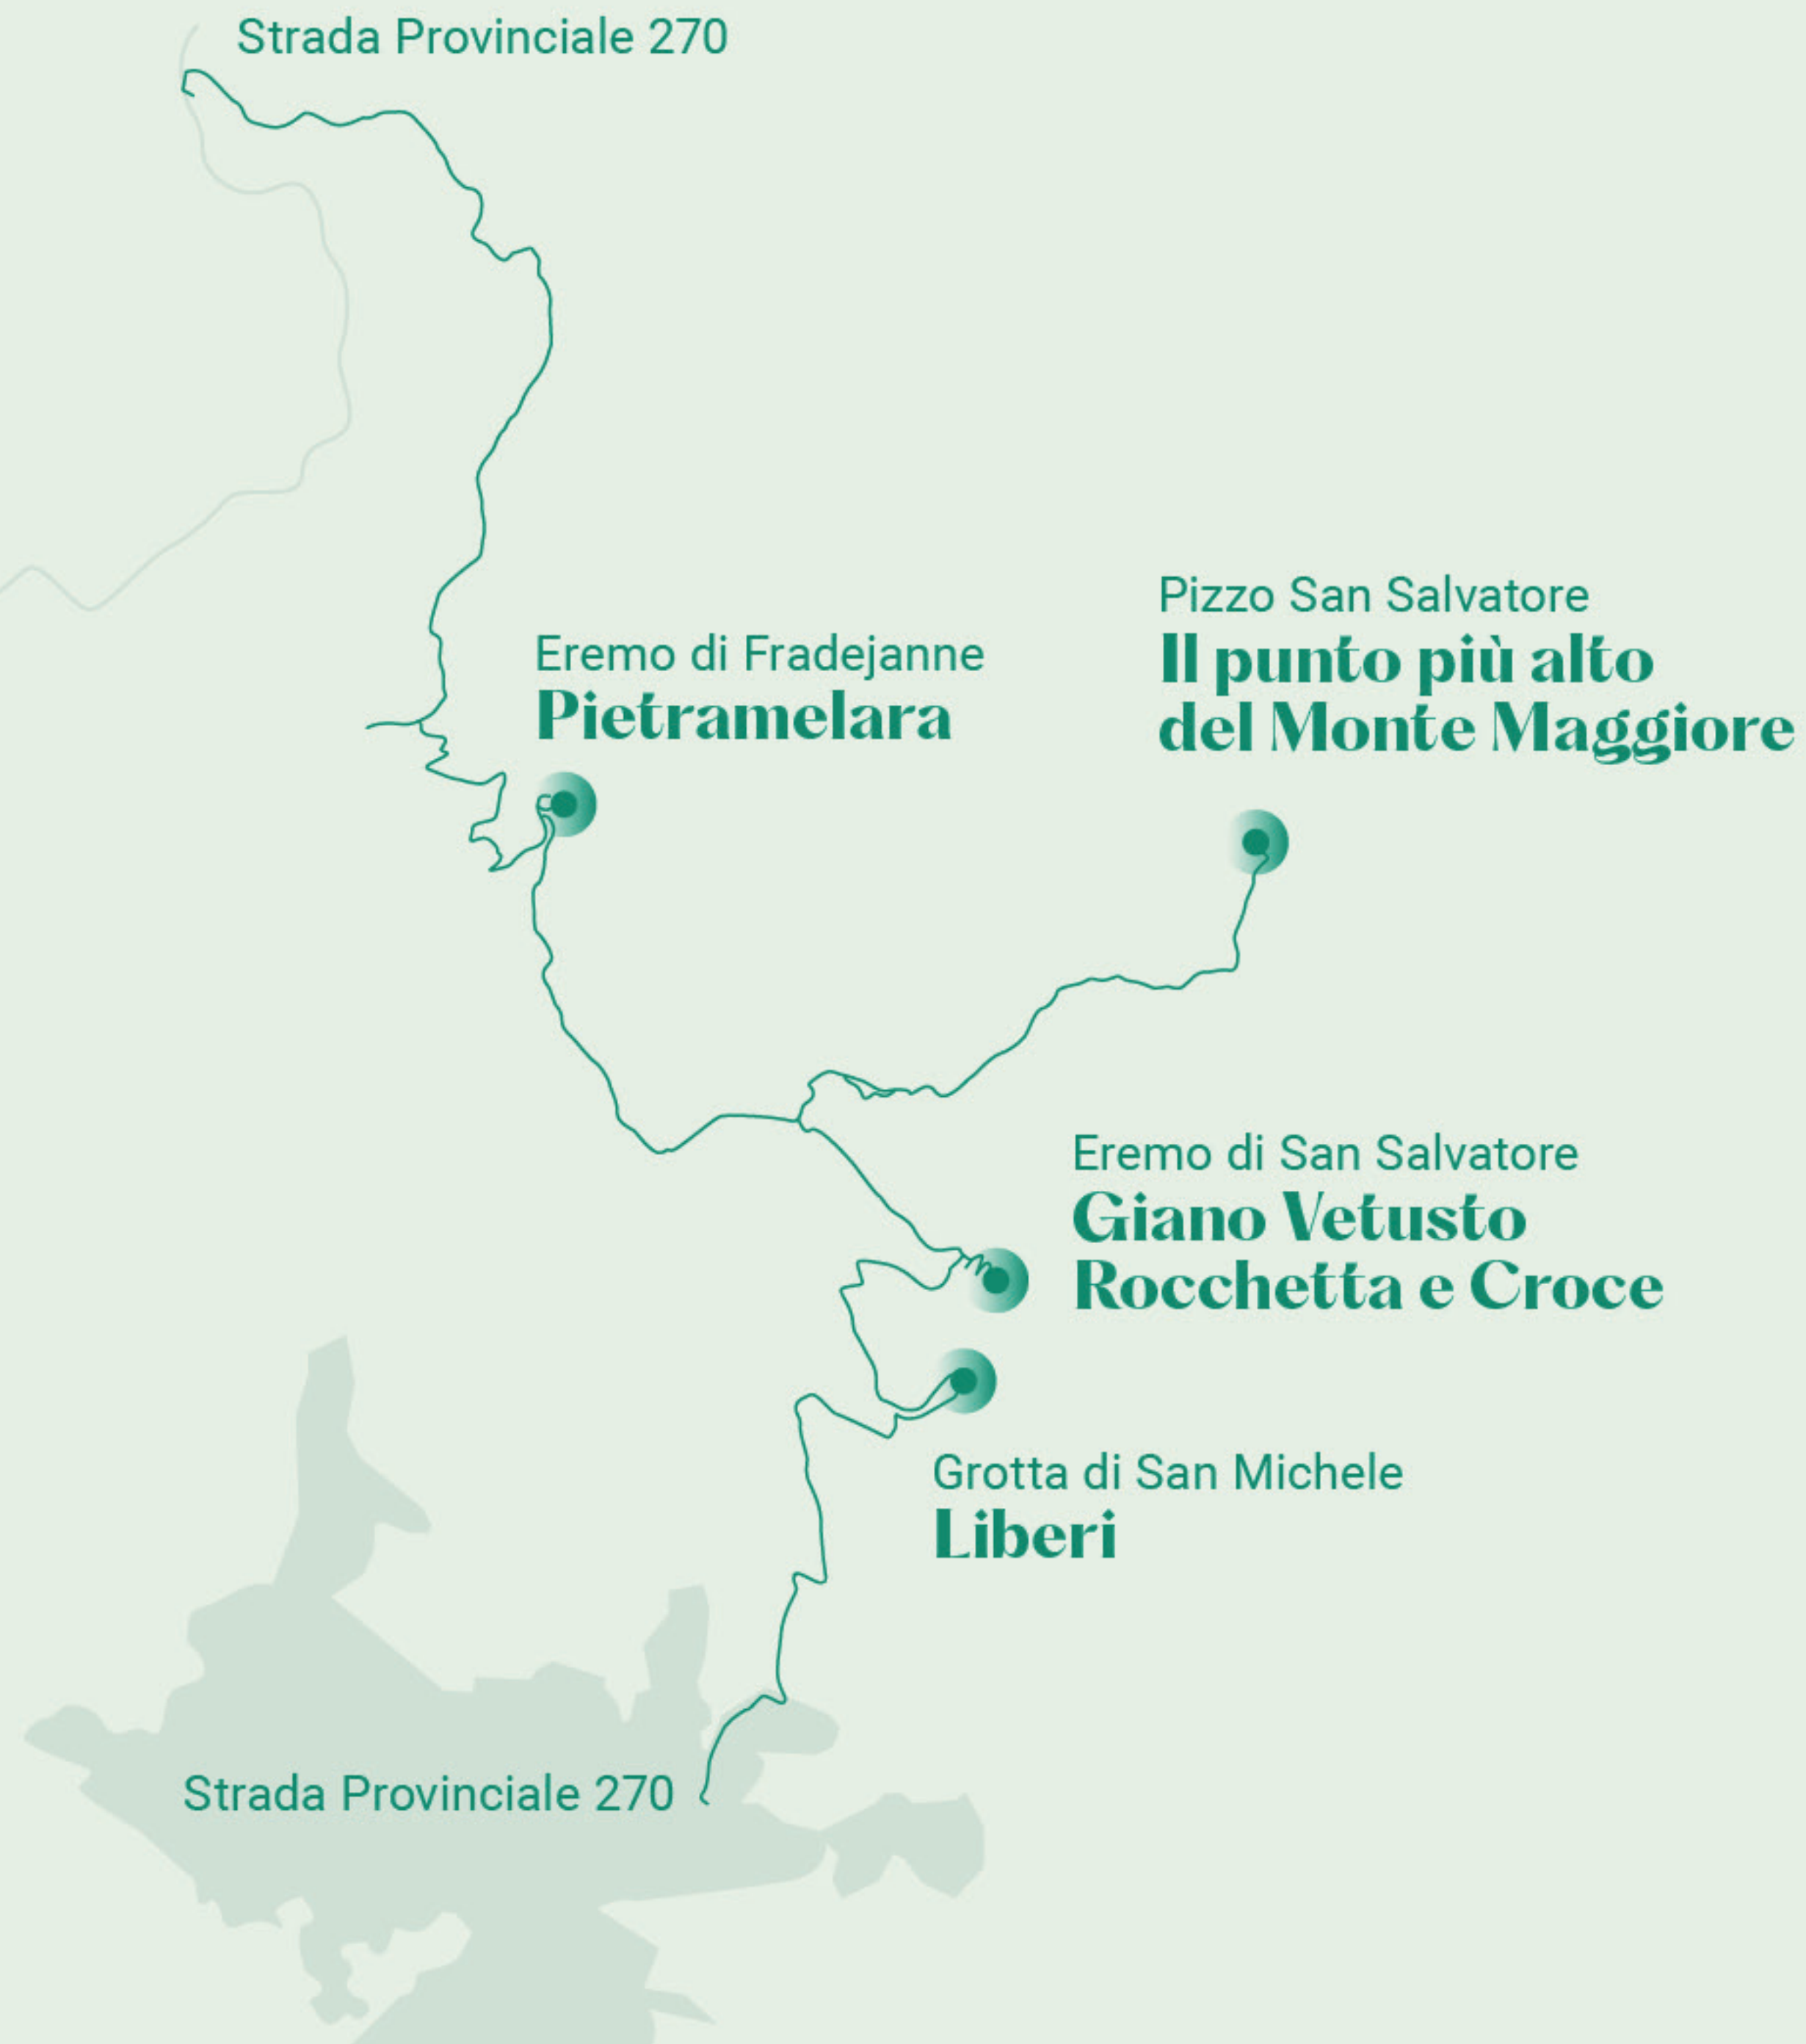 Strada Provinciale 270
Eremo di Fradejanne
Pietramelara
Pizzo San Salvatore
Il punto più alto
del Monte Maggiore
Eremo di San Salvatore
Giano Vetusto
Rocchetta e Croce
Grotta di San Michele
Liberi
Strada Provinciale 270